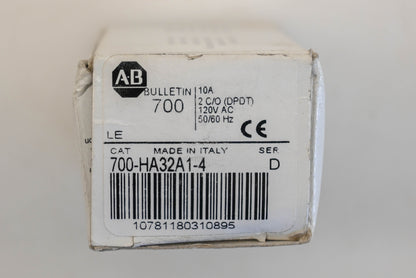 AB
BULLETIN
700
10A
2 C/O (DPDT)
120V AC
50/60 Hz
LE
CE
CAT MADE IN ITALY SER
700-HA32A1-4 D
10781180310895